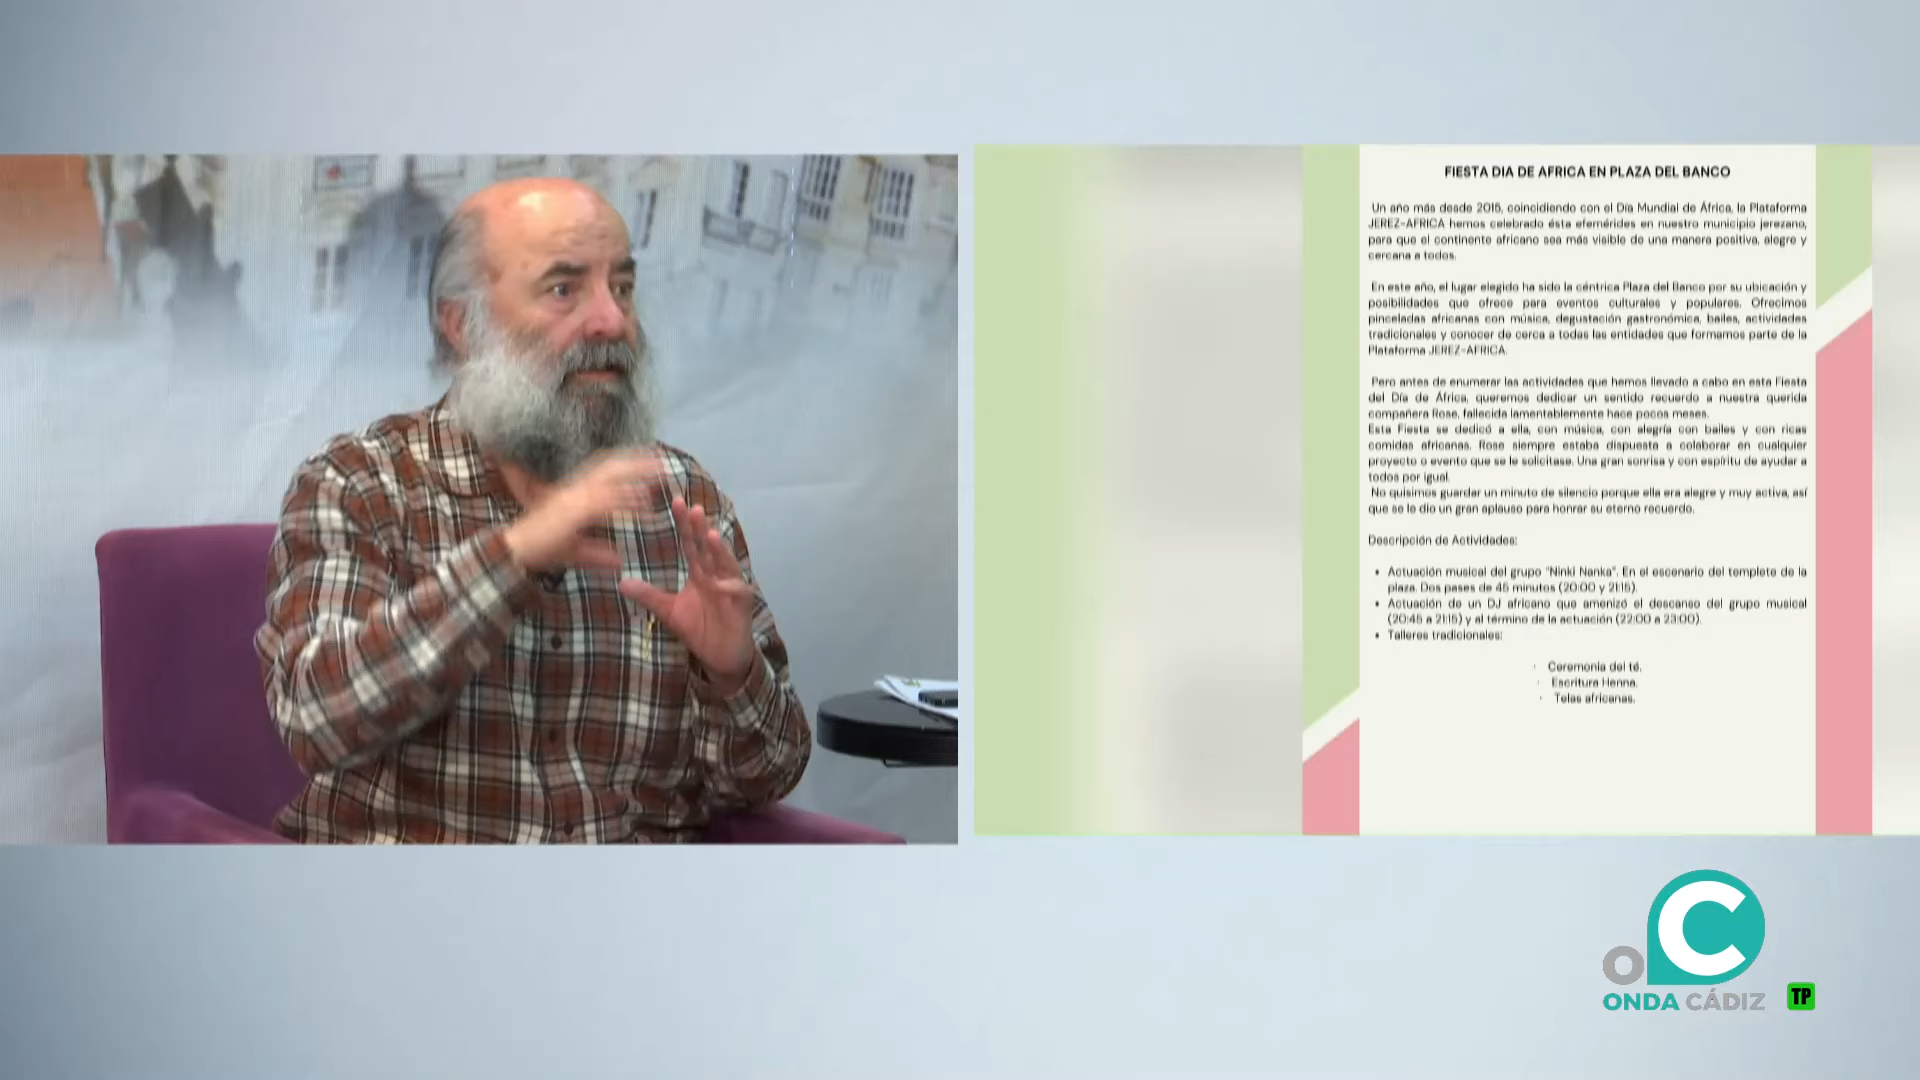 FIESTA DIA DE AFRICA EN PLAZA DEL BANCO
Un año más desde 2015, coincidiendo con el Día Mundial de África, la Plataforma
JEREZ-AFRICA hemos celebrado ésta efemérides en nuestro municipio jerezano,
para que el continente africano sea más visible de una manera positiva, alegre y
cercana a todos.
En este año, el lugar elegido ha sido la céntrica Plaza del Banco por su ubicación y
posibilidades que ofrece para eventos culturales y populares. Ofrecimos
pinceladas africanas con música, degustación gastronómica, bailes, actividades
tradicionales y conocer de cerca a todas las entidades que formamos parte de la
Plataforma JEREZ-AFRICA.
Pero antes de enumerar las actividades que hemos llevado a cabo en esta Fiesta
del Día de África, queremos dedicar un sentido recuerdo a nuestra querida
compañera Rose, fallecida lamentablemente hace pocos meses.
Esta Fiesta se dedicó a ella, con música, con alegría con bailes y con ricas
comidas africanas. Rose siempre estaba dispuesta a colaborar en cualquier
proyecto o evento que se le solicitase. Una gran sonrisa y con espíritu de ayudar a
todos por igual.
No quisimos guardar un minuto de silencio porque ella era alegre y muy activa, así
que se le dio un gran aplauso para honrar su eterno recuerdo.
Descripción de Actividades:
• Actuación musical del grupo "Ninki Nanka". En el escenario del templete de la
plaza. Dos pases de 45 minutos (20:00 y 21:15).
• Actuación de un DJ africano que amenizó el descanso del grupo musical
(20:45 a 21:15) y al término de la actuación (22:00 a 23:00).
• Talleres tradicionales:
· Ceremonia del té.
· Escritura Henna.
· Telas africanas.
OC
ONDA CÁDIZ TP